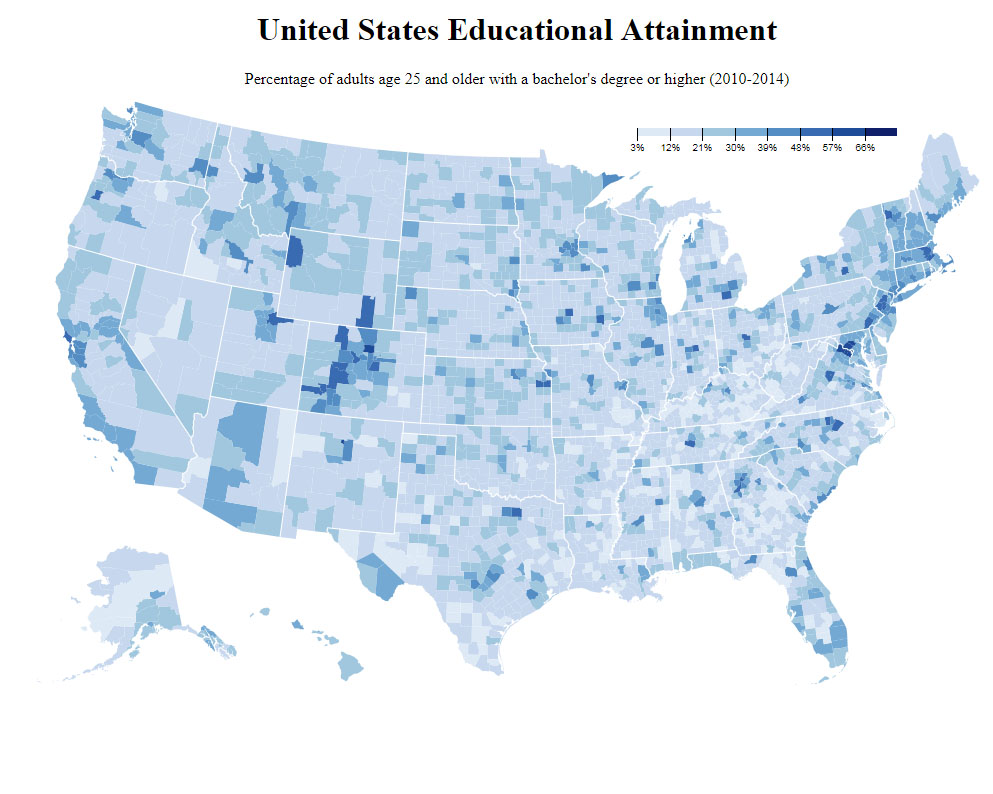 United States Educational Attainment
Percentage of adults age 25 and older with a bachelor's degree or higher (2010-2014)
3% 12% 21% 30% 39% 48% 57% 66%